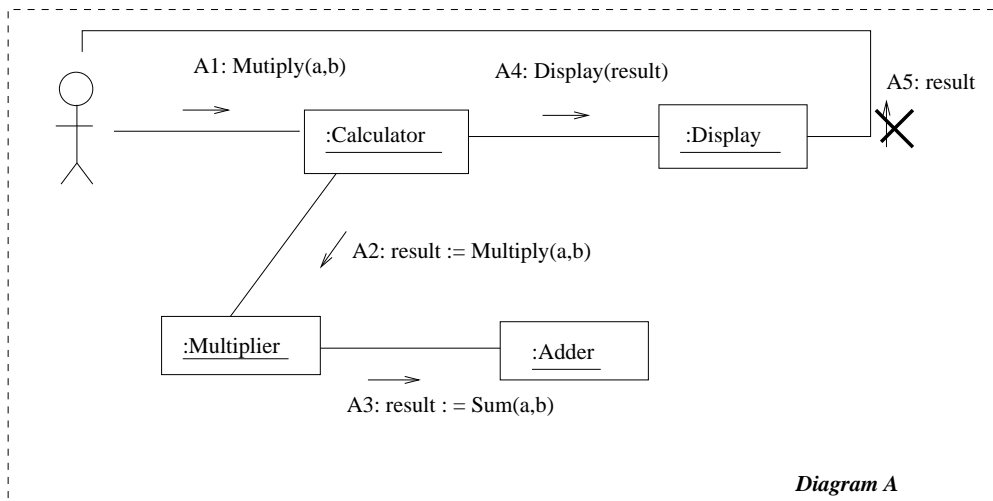 A1: Mutiply(a,b)
A4: Display(result)
A5: result
:Calculator
:Display
A2: result := Multiply(a,b)
:Multiplier
:Adder
A3: result : = Sum(a,b)
Diagram A